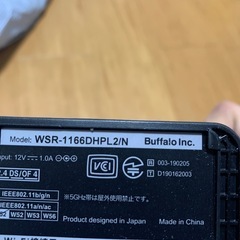 Model: WSR-1166DHPL2/N Buffalo Inc.
Input: 12V⎓1.0A
VCCI
R 003-190205
T D190162003
2.4 DS/OF 4
IEEE802.11b/g/n
※5GHz帯は屋外使用禁止です。
IEEE802.11a/n/ac
W52 W53 W56
Product designed in Japan Made in